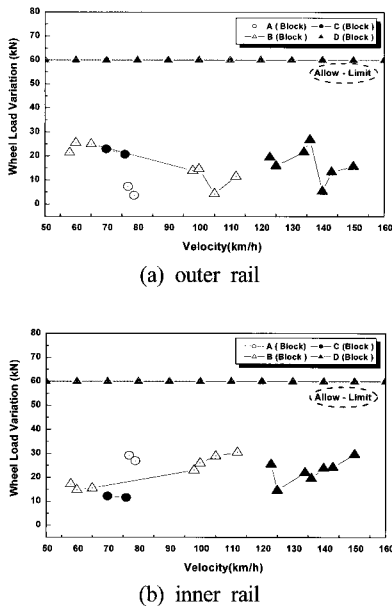 80
70
60
50
40
30
20
10
0
Wheel Load Variation (kN)
A ( Block) C ( Block)
B ( Block ) D ( Block)
Allow - Limit
50 60 70 80 90 100 110 120 130 140 150 160
Velocity(km/h)
(a) outer rail
80
70
60
50
40
30
20
10
0
Wheel Load Variation (kN)
A ( Block) C ( Block)
B ( Block ) D ( Block)
Allow - Limit
50 60 70 80 90 100 110 120 130 140 150 160
Velocity(km/h)
(b) inner rail